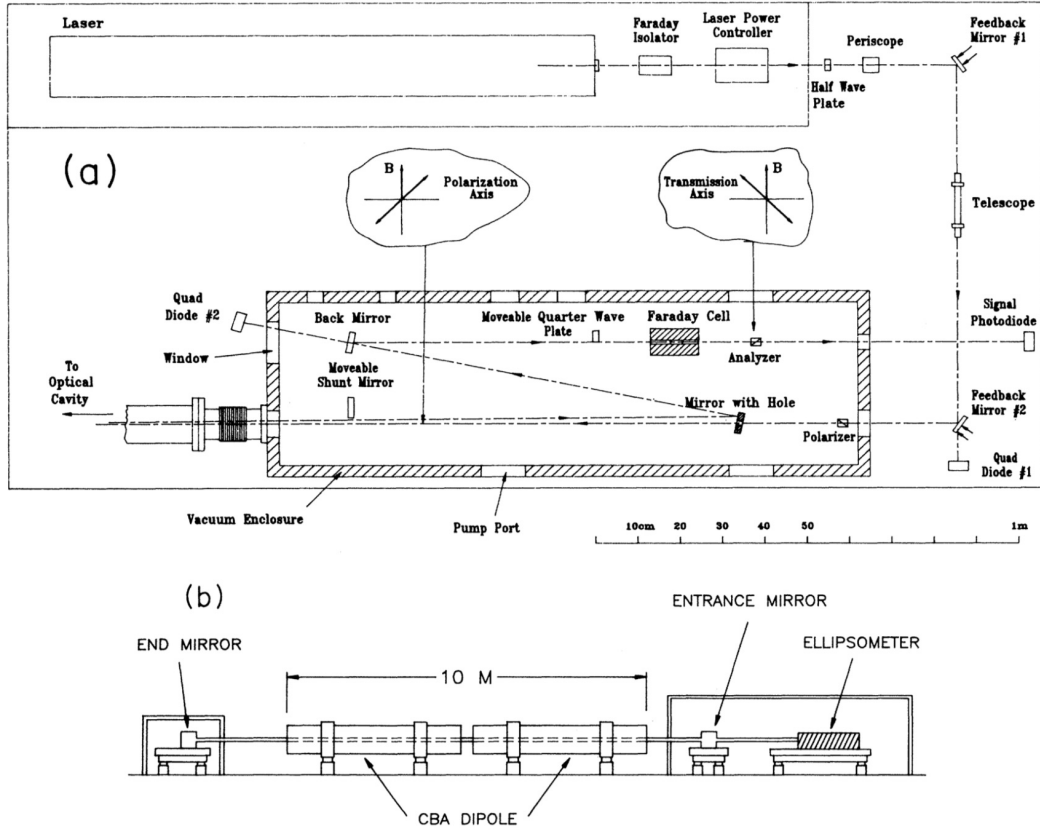 Laser
Faraday
Isolator
Laser Power
Controller
Periscope
Feedback
Mirror #1
Half Wave
Plate
(a)
B
Polarization
Axis
Transmission
Axis
B
Telescope
Quad
Diode #2
Back Mirror
Moveable Quarter Wave
Plate
Faraday Cell
Signal
Photodiode
Window
Analyzer
Moveable
Shunt Mirror
To
Optical
Cavity
Mirror with Hole
Feedback
Mirror #2
Polarizer
Quad
Diode #1
Vacuum Enclosure
Pump Port
10cm 20 30 40 50 1m
(b)
ENTRANCE MIRROR
END MIRROR
ELLIPSOMETER
10 M
CBA DIPOLE